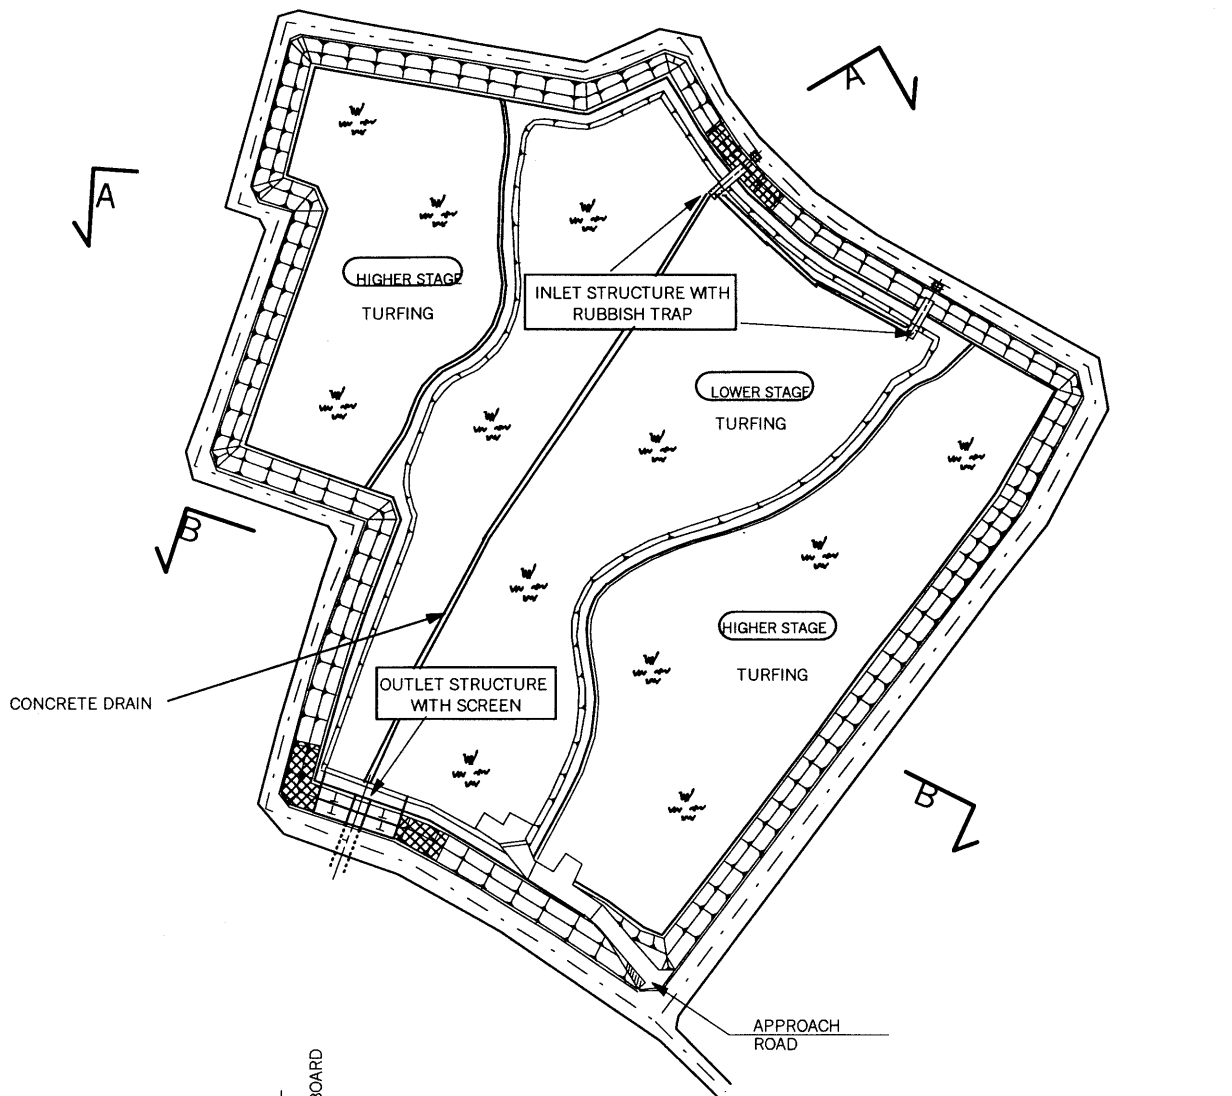 A
A
HIGHER STAGE
TURFING
INLET STRUCTURE WITH
RUBBISH TRAP
LOWER STAGE
TURFING
B
HIGHER STAGE
TURFING
CONCRETE DRAIN
OUTLET STRUCTURE
WITH SCREEN
B
APPROACH
ROAD
BOARD